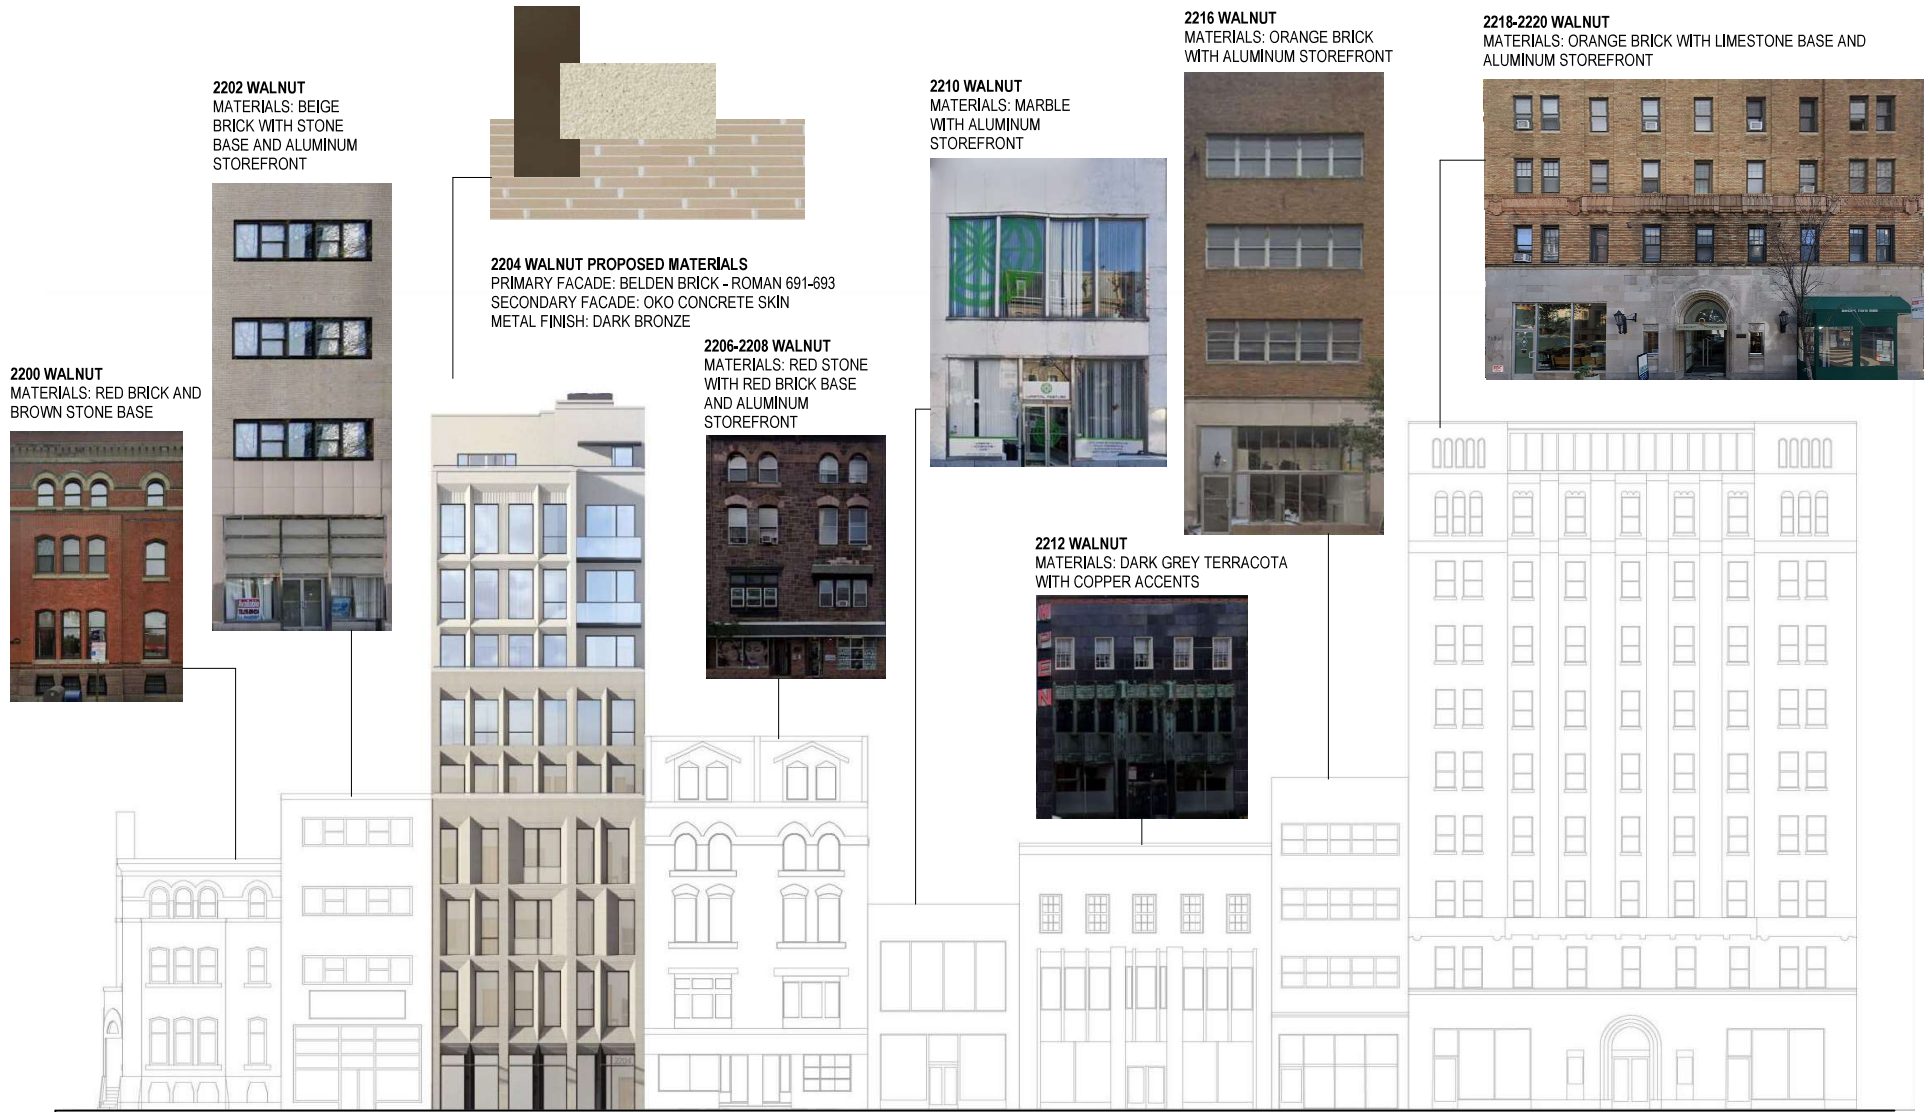 2216 WALNUT
MATERIALS: ORANGE BRICK
WITH ALUMINUM STOREFRONT
2218-2220 WALNUT
MATERIALS: ORANGE BRICK WITH LIMESTONE BASE AND
ALUMINUM STOREFRONT
2202 WALNUT
MATERIALS: BEIGE
BRICK WITH STONE
BASE AND ALUMINUM
STOREFRONT
2210 WALNUT
MATERIALS: MARBLE
WITH ALUMINUM
STOREFRONT
2204 WALNUT PROPOSED MATERIALS
PRIMARY FACADE: BELDEN BRICK - ROMAN 691-693
SECONDARY FACADE: OKO CONCRETE SKIN
METAL FINISH: DARK BRONZE
2206-2208 WALNUT
MATERIALS: RED STONE
WITH RED BRICK BASE
AND ALUMINUM
STOREFRONT
2200 WALNUT
MATERIALS: RED BRICK AND
BROWN STONE BASE
2212 WALNUT
MATERIALS: DARK GREY TERRACOTA
WITH COPPER ACCENTS
H
E
E
N
Available
2204